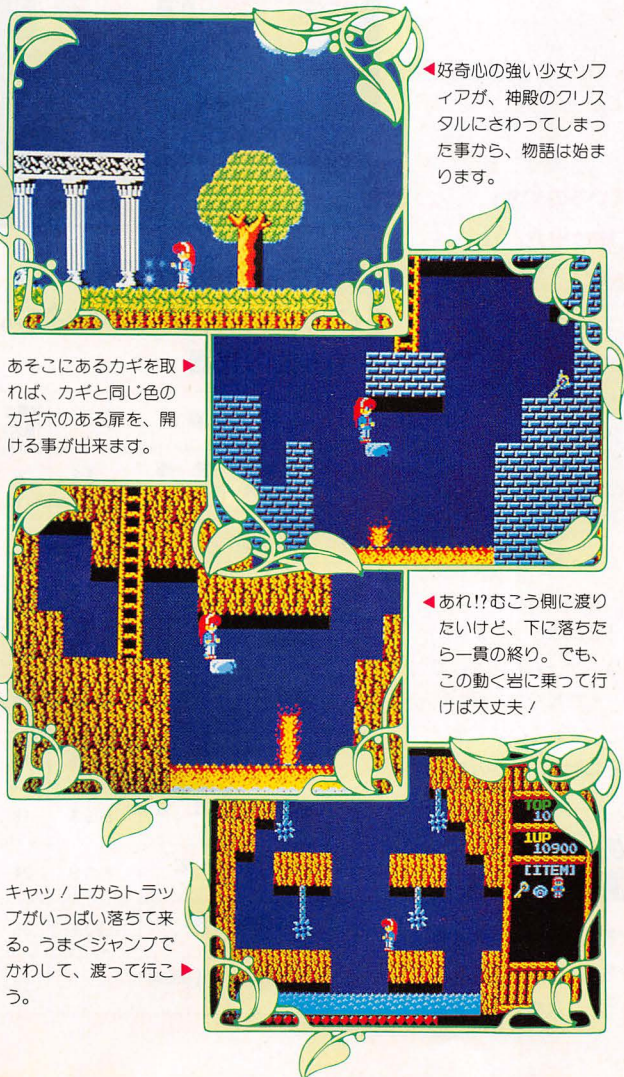 ◀好奇心の強い少女ソフ
ィアが、神殿のクリス
タルにさわってしまっ
た事から、物語は始ま
ります。
あそこにあるカギを取▶
れば、カギと同じ色の
カギ穴のある扉を、開
ける事が出来ます。
◀あれ!?むこう側に渡り
たいけど、下に落ちた
ら一貫の終り。でも、
この動く岩に乗って行
けば大丈夫！
TOP
10
1UP
10900
[ITEM]
キャッ！上からトラッ
プがいっぱい落ちて来
る。うまくジャンプで
かわして、渡って行こ▶
う。